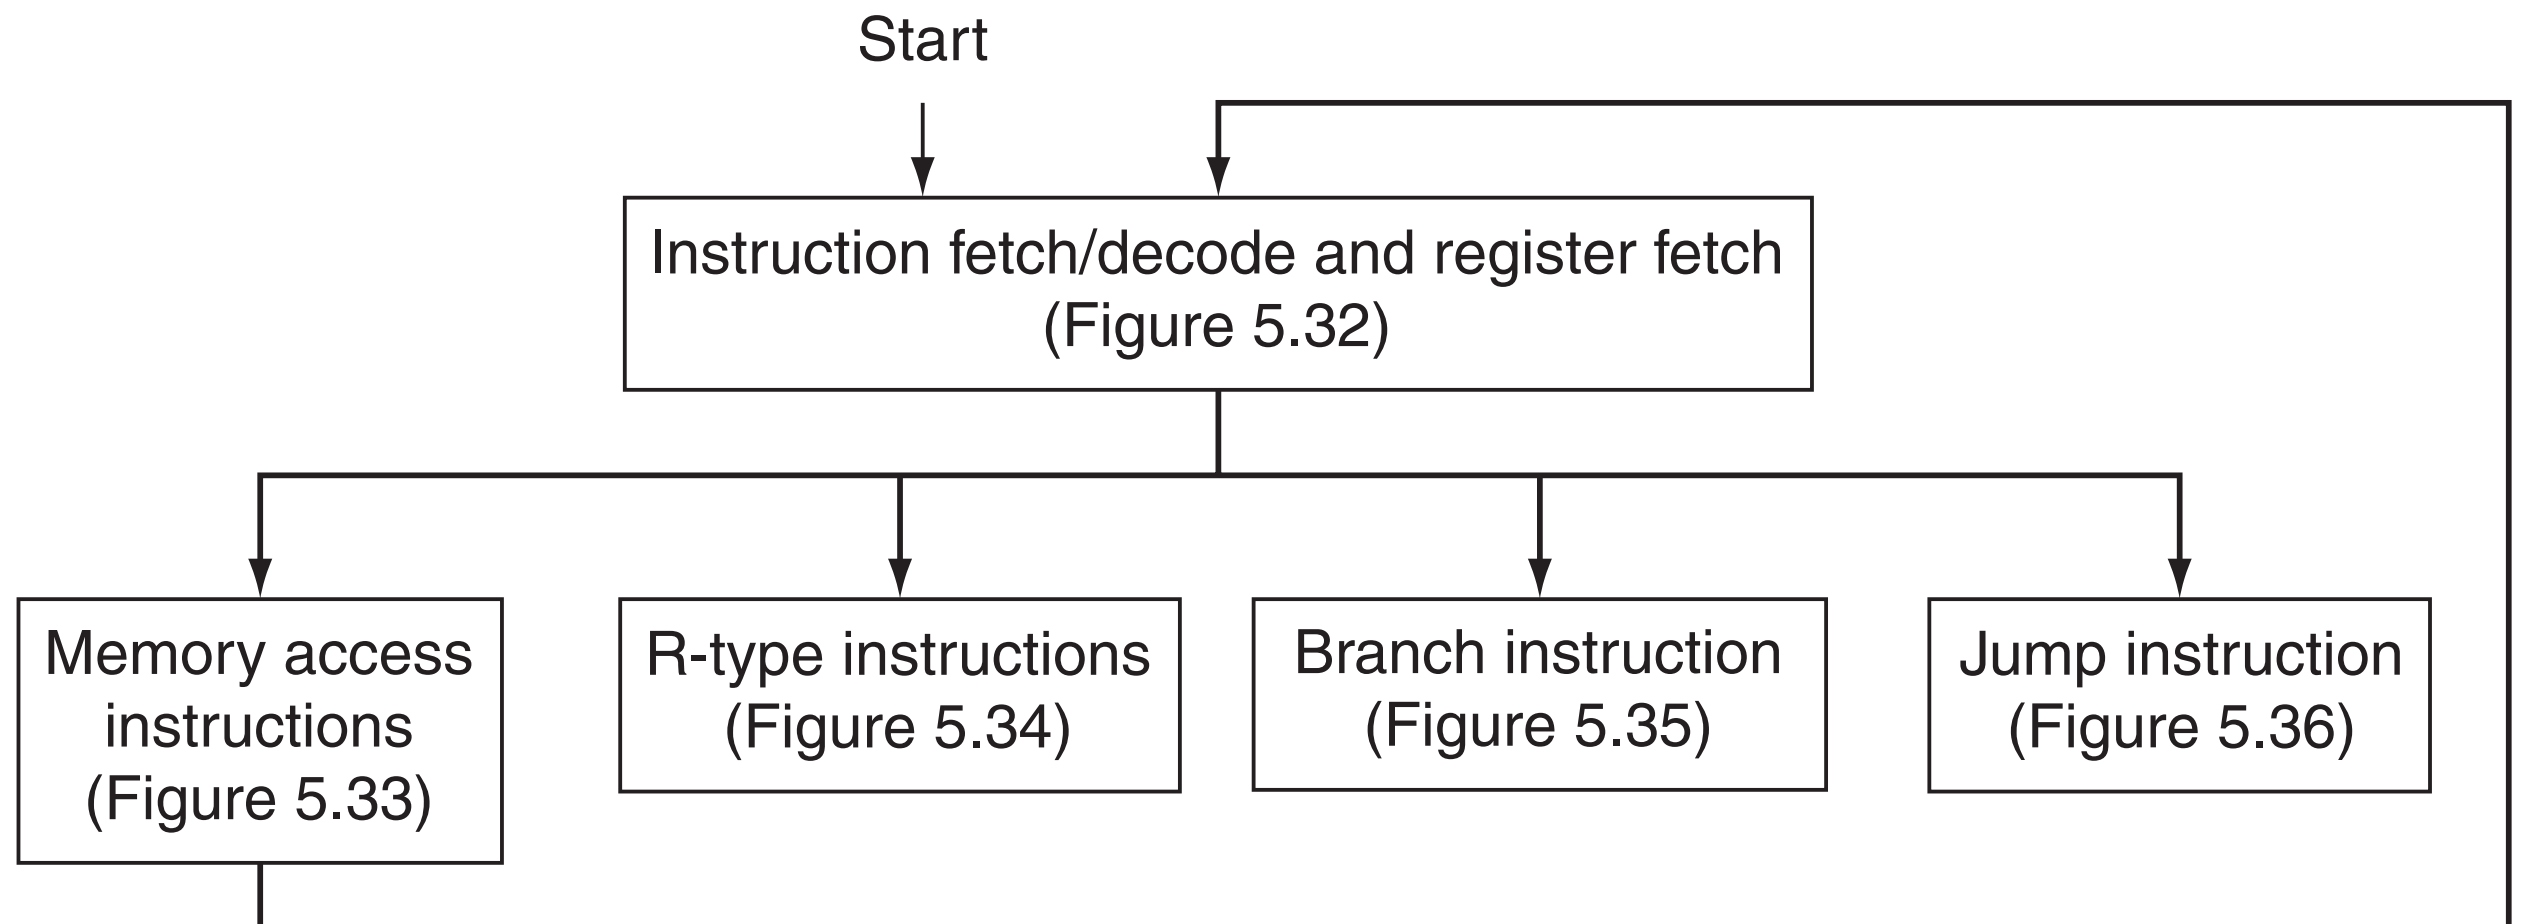 Start
Instruction fetch/decode and register fetch
(Figure 5.32)
Memory access
instructions
(Figure 5.33)
R-type instructions
(Figure 5.34)
Branch instruction
(Figure 5.35)
Jump instruction
(Figure 5.36)